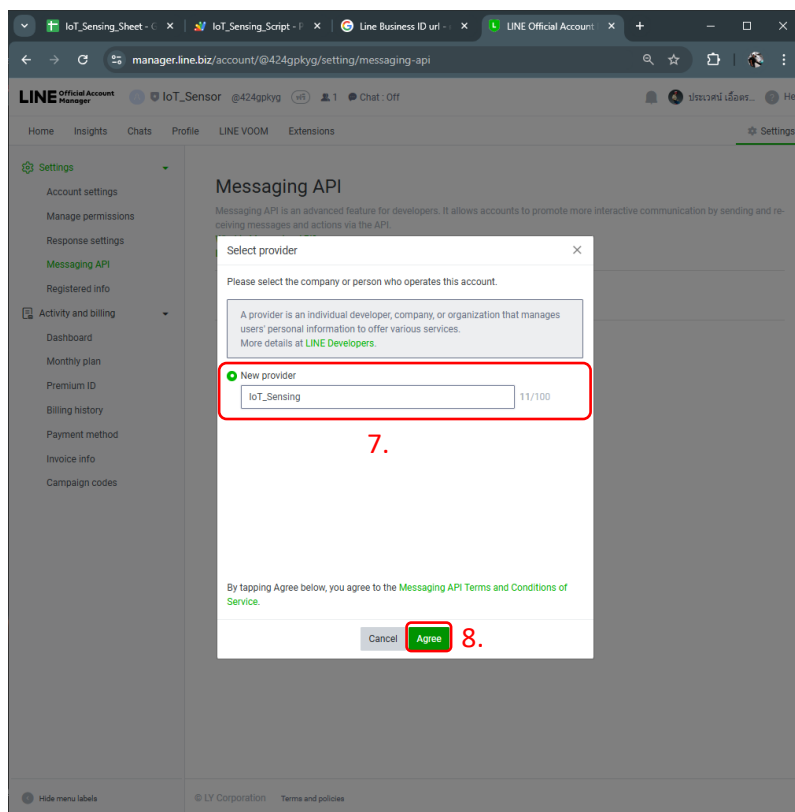 IoT_Sensing_Sheet - G
IoT_Sensing_Script - P
Line Business ID url -
LINE Official Account
manager.line.biz/account/@424gpkyg/setting/messaging-api
LINE Official Account Manager
IoT_Sensor @424gpkyg ฟรี 1 Chat : Off
ประเวศน์ เอื้อตร... He
Home Insights Chats Profile LINE VOOM Extensions Settings
Settings
Account settings
Manage permissions
Response settings
Messaging API
Registered info
Activity and billing
Dashboard
Monthly plan
Premium ID
Billing history
Payment method
Invoice info
Campaign codes
Messaging API
Messaging API is an advanced feature for developers. It allows accounts to promote more interactive communication by sending and re-
ceiving messages and actions via the API.
Select provider
Please select the company or person who operates this account.
A provider is an individual developer, company, or organization that manages
users' personal information to offer various services.
More details at LINE Developers.
New provider
IoT_Sensing 11/100
7.
By tapping Agree below, you agree to the Messaging API Terms and Conditions of
Service.
Cancel Agree 8.
Hide menu labels
© LY Corporation Terms and policies